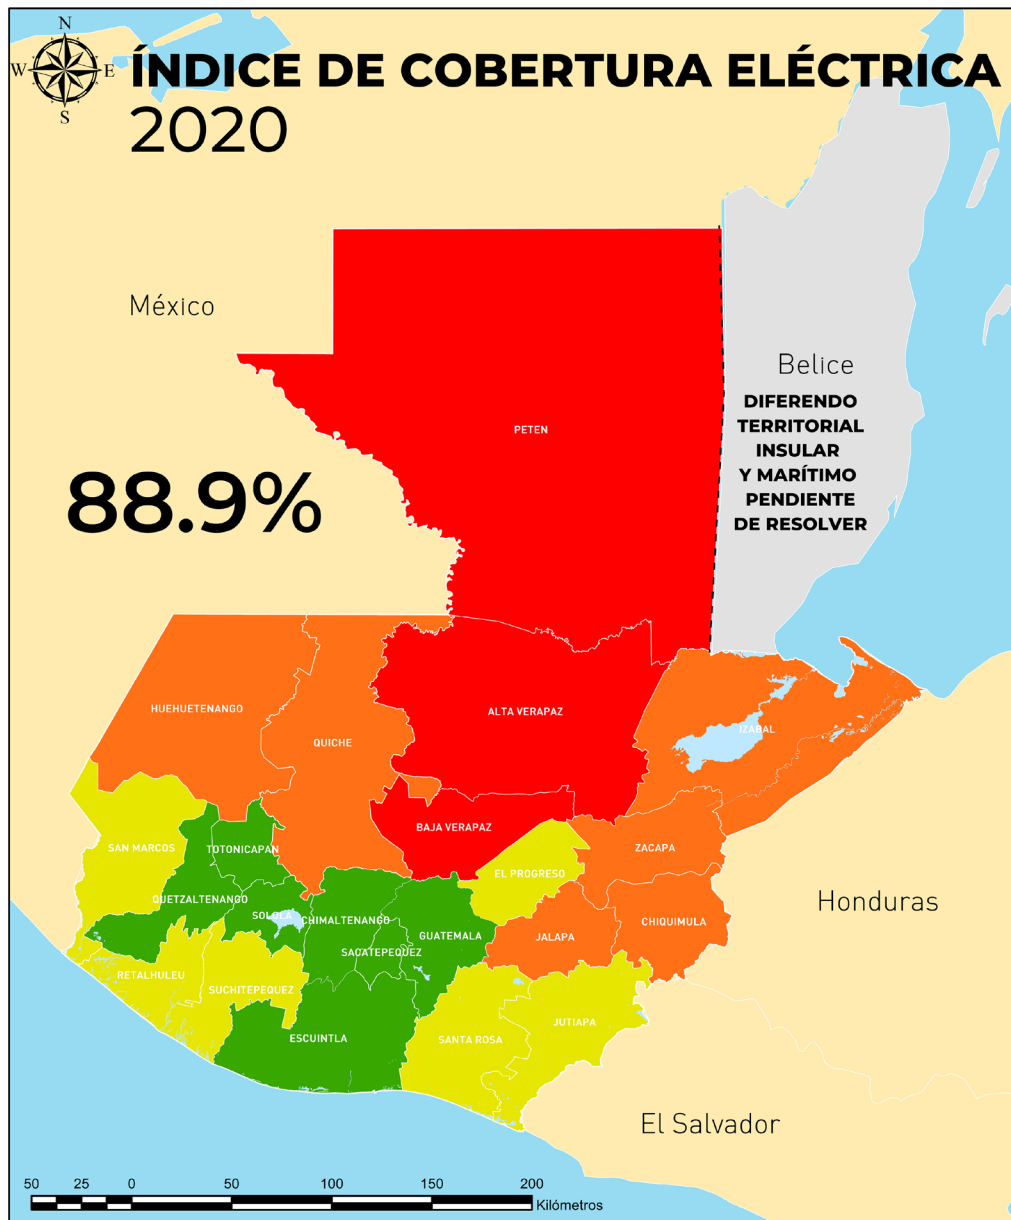 N
W E
S
ÍNDICE DE COBERTURA ELÉCTRICA
2020
México
Belice
DIFERENDO
TERRITORIAL
INSULAR
Y MARÍTIMO
PENDIENTE
DE RESOLVER
PETEN
88.9%
HUEHUETENANGO
ALTA VERAPAZ
IZABAL
QUICHE
BAJA VERAPAZ
SAN MARCOS
TOTONICAPAN
ZACAPA
EL PROGRESO
QUETZALTENANGO
SOLOLA
CHIMALTENANGO
CHIQUIMULA
Honduras
GUATEMALA
JALAPA
SACATEPEQUEZ
RETALHULEU
SUCHITEPEQUEZ
JUTIAPA
ESCUINTLA
SANTA ROSA
El Salvador
50 25 0 50 100 150 200
Kilómetros